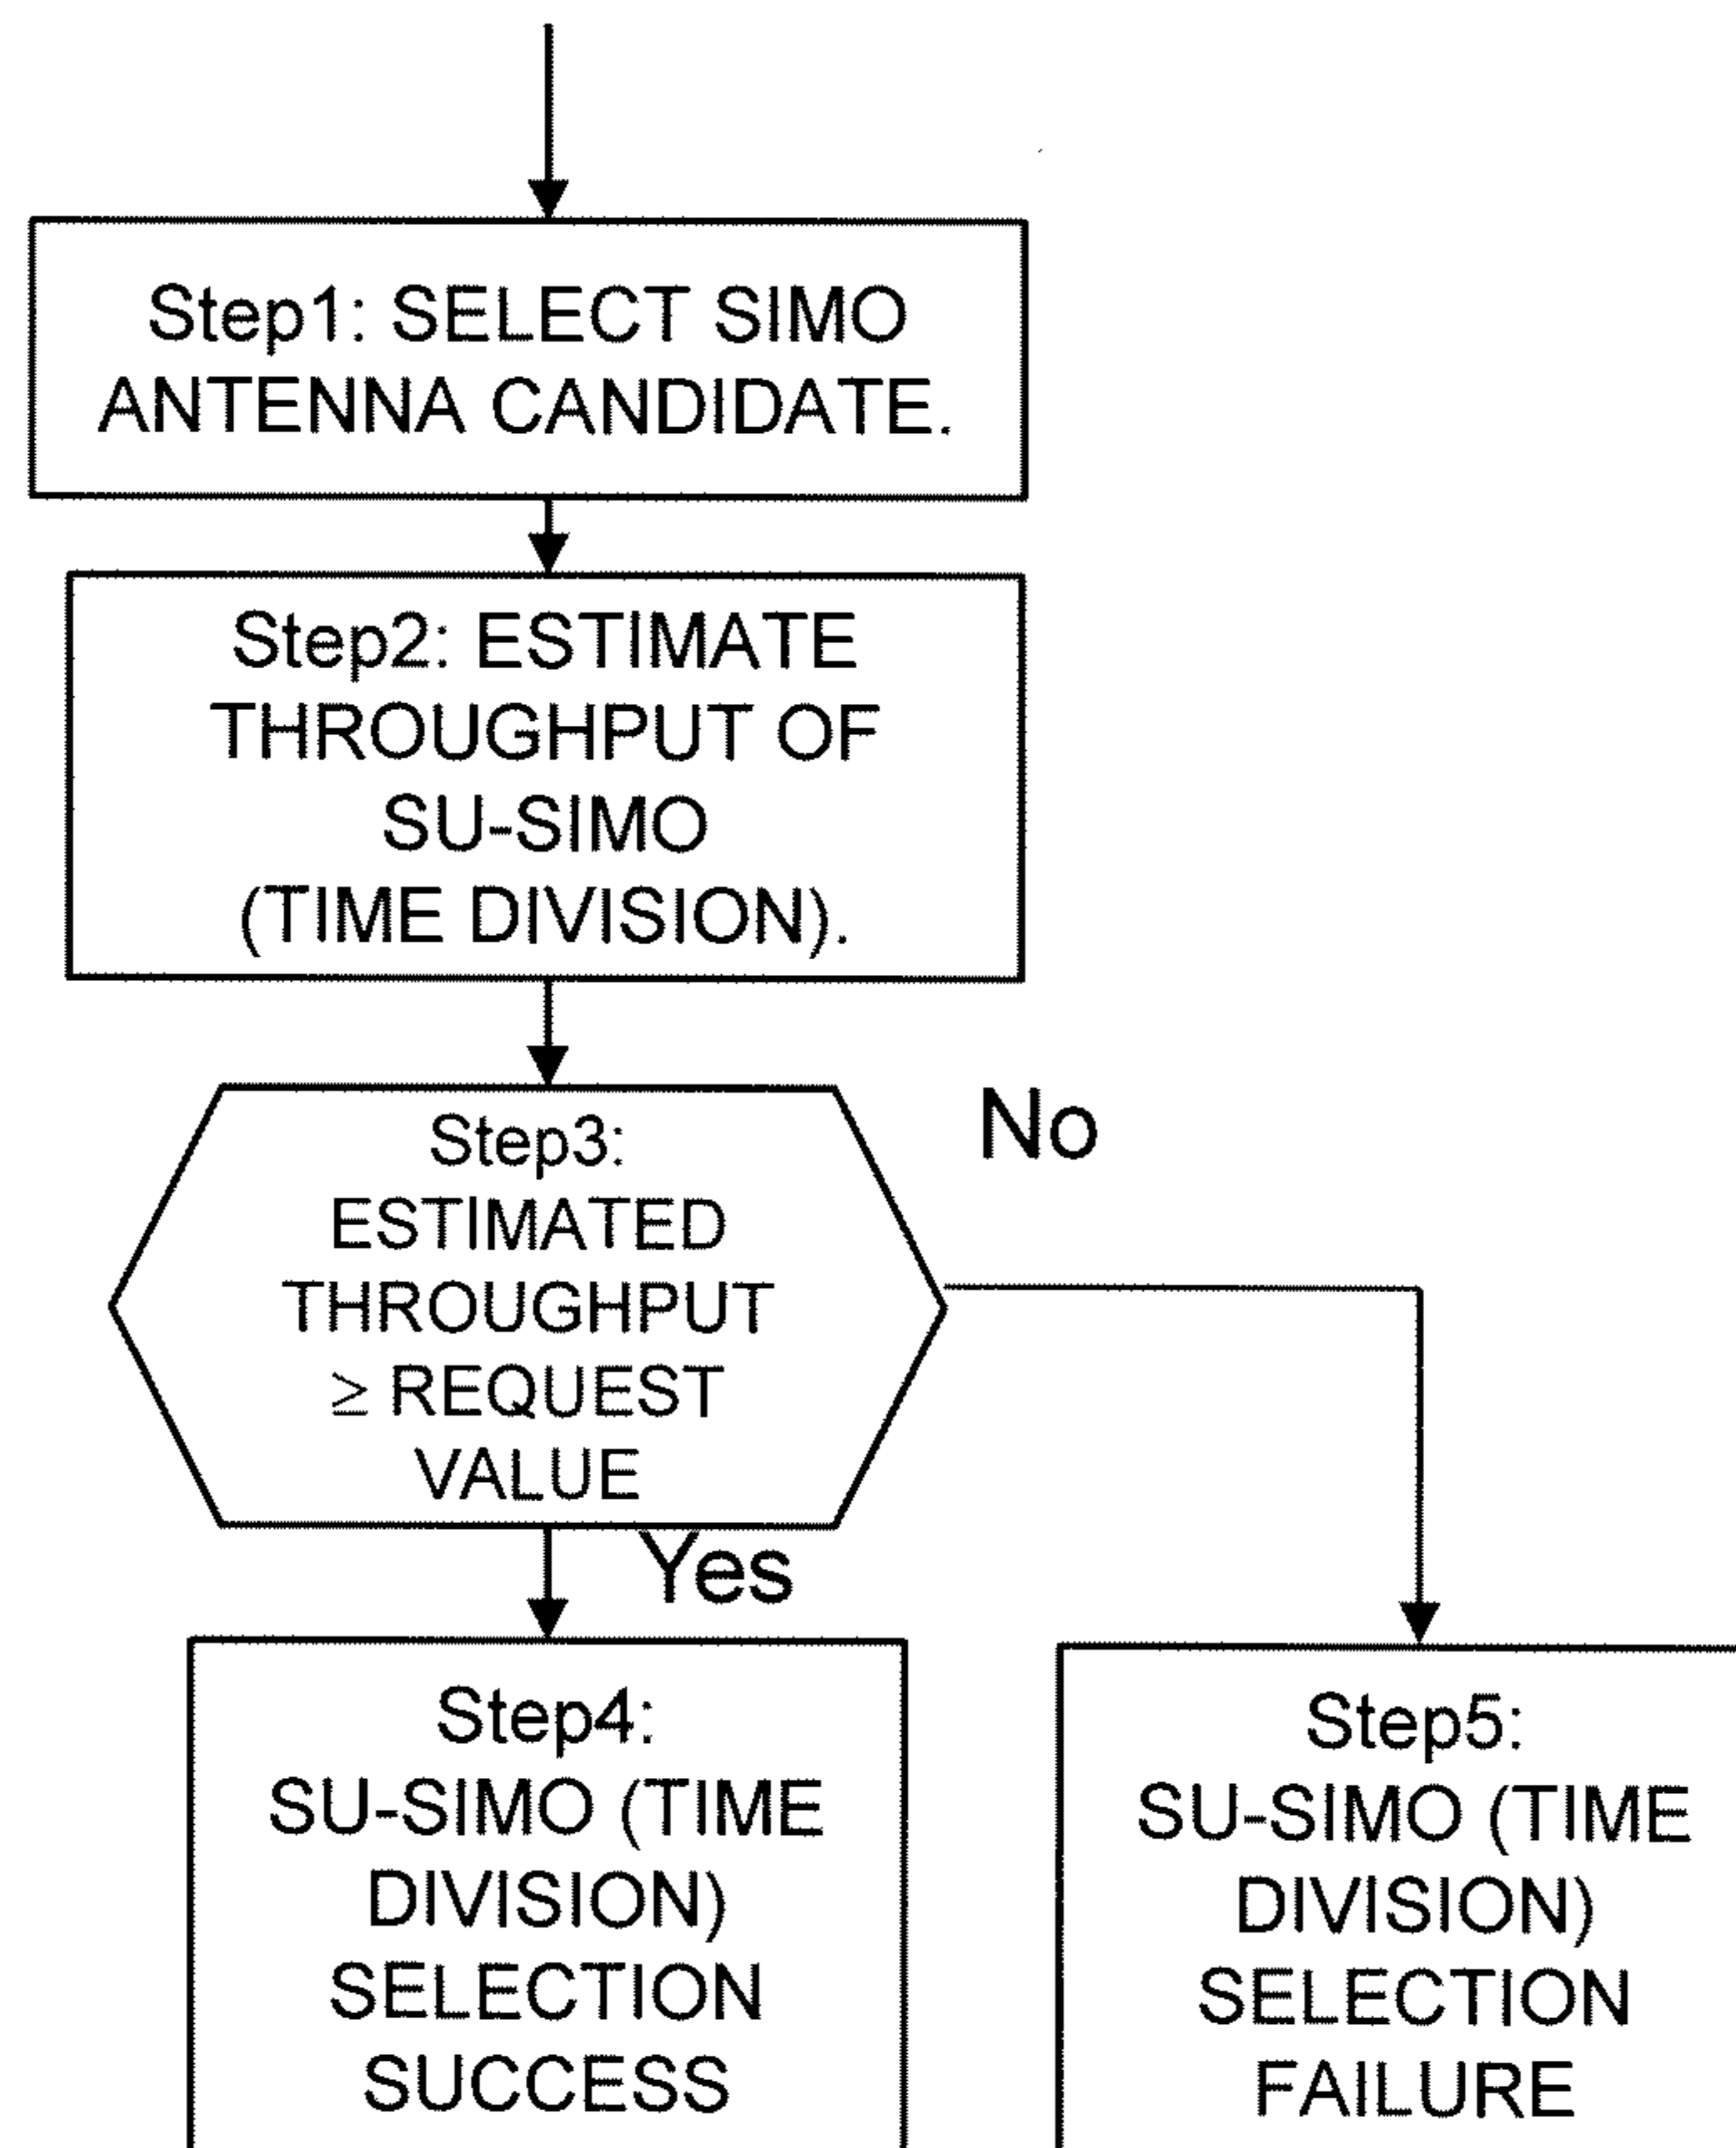 Step1: SELECT SIMO
ANTENNA CANDIDATE.
Step2: ESTIMATE
THROUGHPUT OF
SU-SIMO
(TIME DIVISION).
Step3:
ESTIMATED
THROUGHPUT
≥ REQUEST
VALUE
No
Yes
Step4:
SU-SIMO (TIME
DIVISION)
SELECTION
SUCCESS
Step5:
SU-SIMO (TIME
DIVISION)
SELECTION
FAILURE